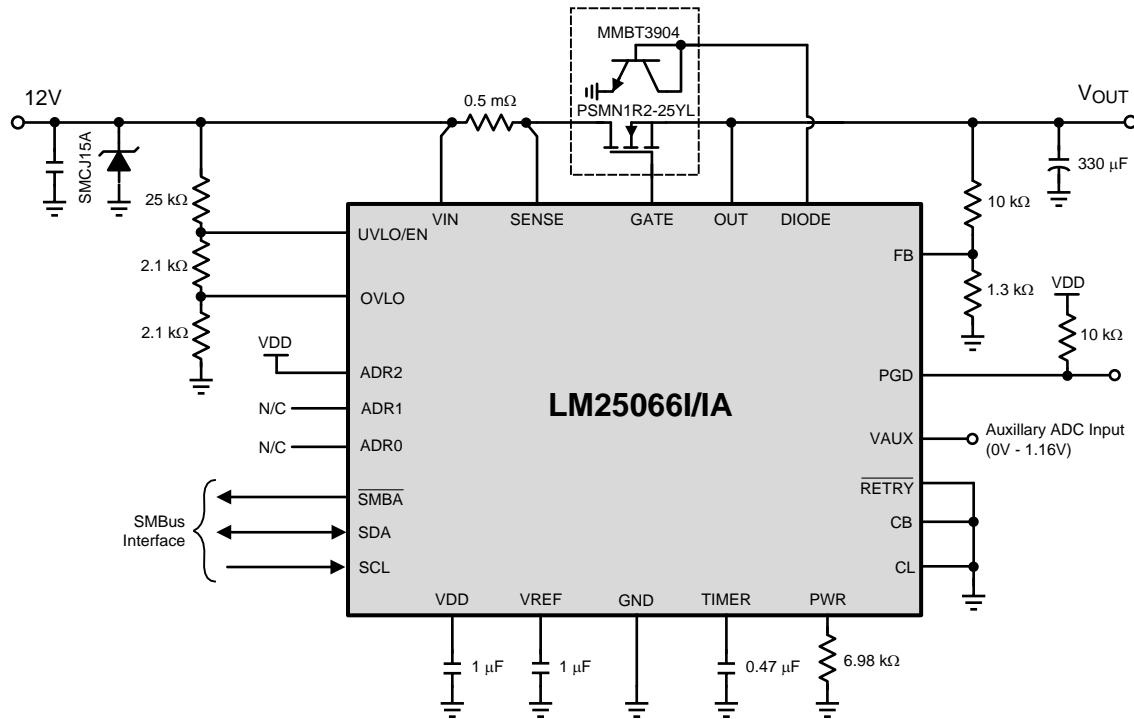 MMBT3904
PSMN1R2-25YL
12V
0.5 mΩ
VOUT
SMCJ15A
330 μF
25 kΩ
10 kΩ
VIN
SENSE
GATE
OUT
DIODE
UVLO/EN
FB
2.1 kΩ
1.3 kΩ
VDD
OVLO
2.1 kΩ
10 kΩ
VDD
ADR2
PGD
LM25066I/IA
N/C
ADR1
VAUX
Auxillary ADC Input
(0V - 1.16V)
N/C
ADR0
RETRY
SMBA
CB
SMBus
Interface
SDA
SCL
CL
VDD
VREF
GND
TIMER
PWR
1 μF
1 μF
0.47 μF
6.98 kΩ